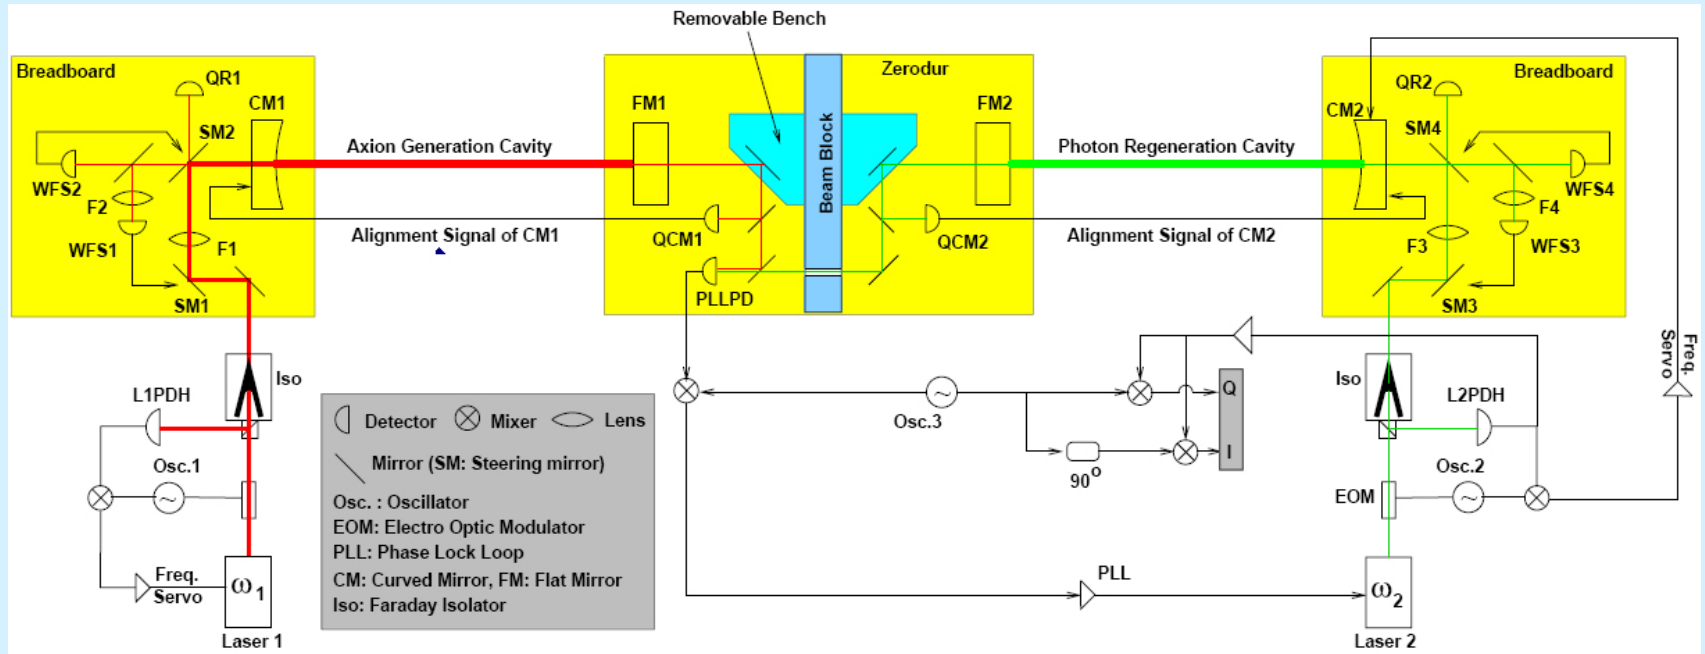 Removable Bench
Breadboard
QR1
CM1
SM2
WFS2
F2
WFS1
F1
SM1
Axion Generation Cavity
Alignment Signal of CM1
FM1
Zerodur
FM2
Beam Block
QCM1
QCM2
PLLPD
Photon Regeneration Cavity
Alignment Signal of CM2
Breadboard
QR2
CM2
SM4
WFS4
F4
F3
WFS3
SM3
Freq.
Servo
Iso
L1PDH
Osc.1
Freq.
Servo
ω1
Laser 1
Detector
Mixer
Lens
Mirror (SM: Steering mirror)
Osc. : Oscillator
EOM: Electro Optic Modulator
PLL: Phase Lock Loop
CM: Curved Mirror, FM: Flat Mirror
Iso: Faraday Isolator
Osc.3
90o
Q
I
Iso
L2PDH
Osc.2
EOM
PLL
ω2
Laser 2